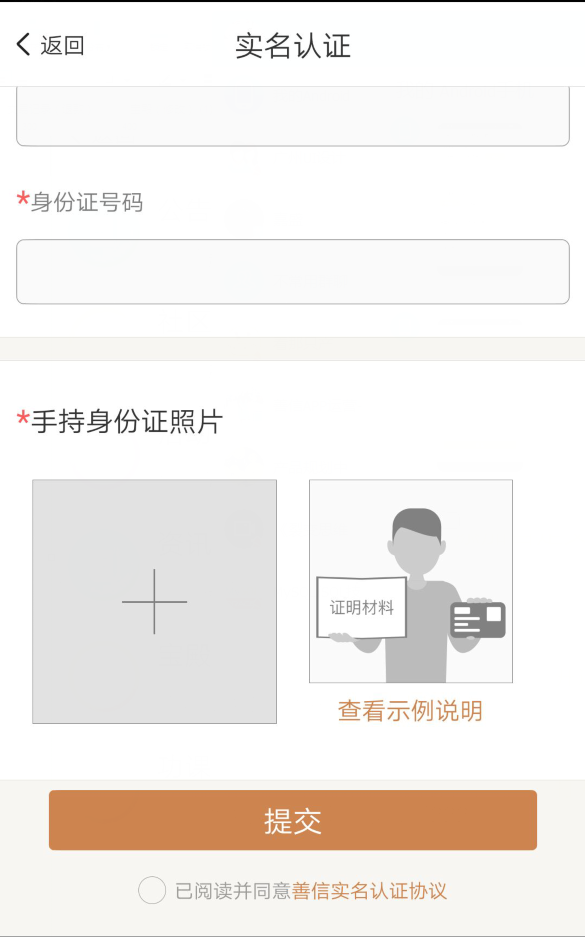 返回
实名认证
*身份证号码
*手持身份证照片
证明材料
查看示例说明
提交
已阅读并同意善信实名认证协议